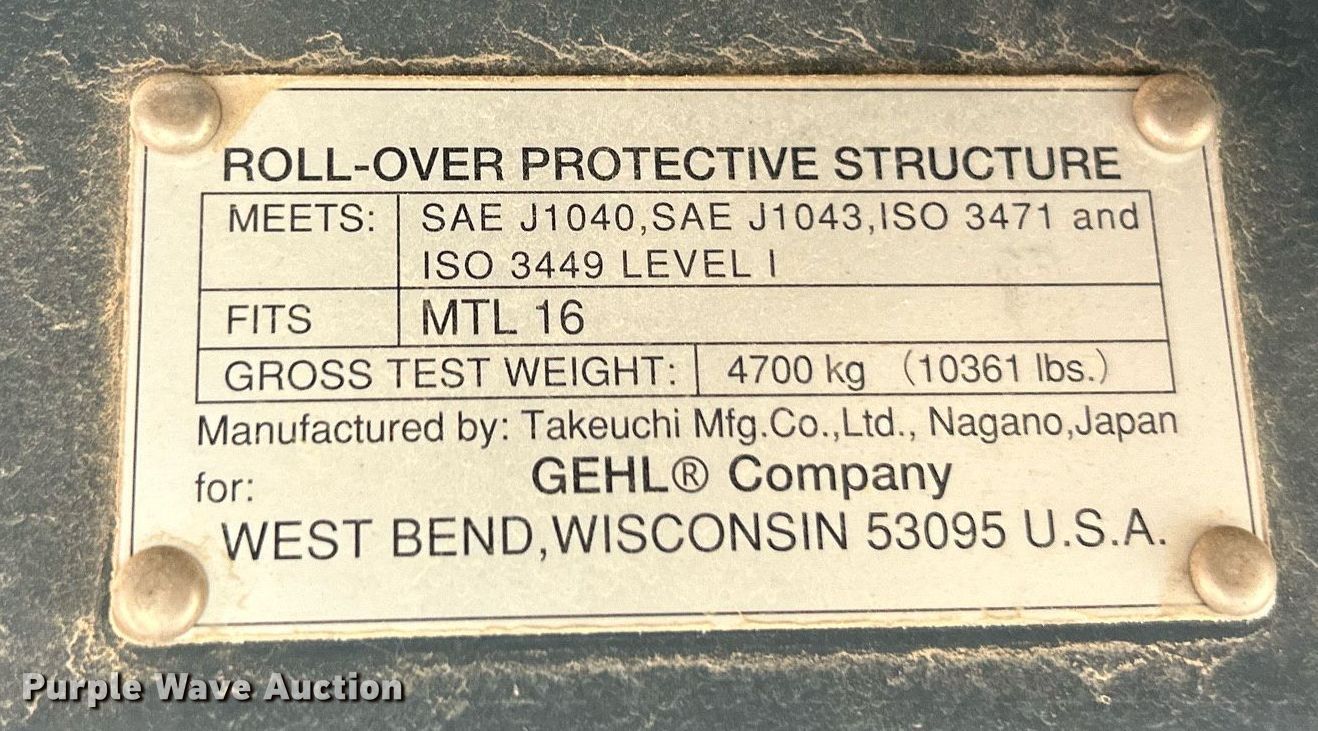 ROLL-OVER PROTECTIVE STRUCTURE
MEETS: SAE J1040,SAE J1043,ISO 3471 and
ISO 3449 LEVEL I
FITS MTL 16
GROSS TEST WEIGHT: 4700 kg (10361 lbs.)
Manufactured by: Takeuchi Mfg.Co.,Ltd., Nagano,Japan
for: GEHL® Company
WEST BEND,WISCONSIN 53095 U.S.A.
Purple Wave Auction